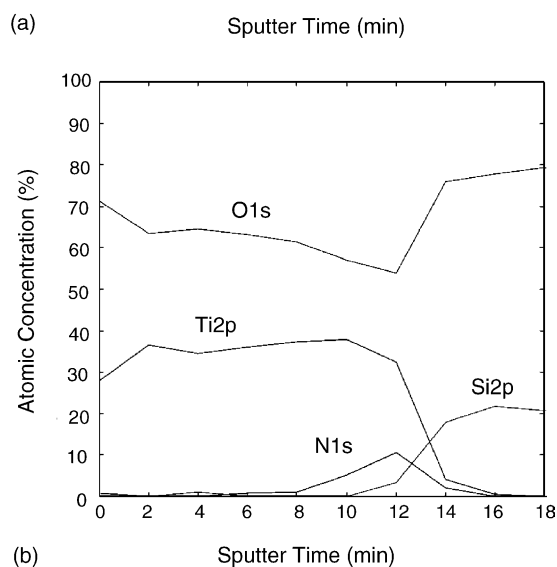 (a)
Sputter Time (min)
100
90
80
70
60
50
40
30
20
10
0
Atomic Concentration (%)
O1s
Ti2p
Si2p
N1s
0 2 4 6 8 10 12 14 16 18
(b)
Sputter Time (min)